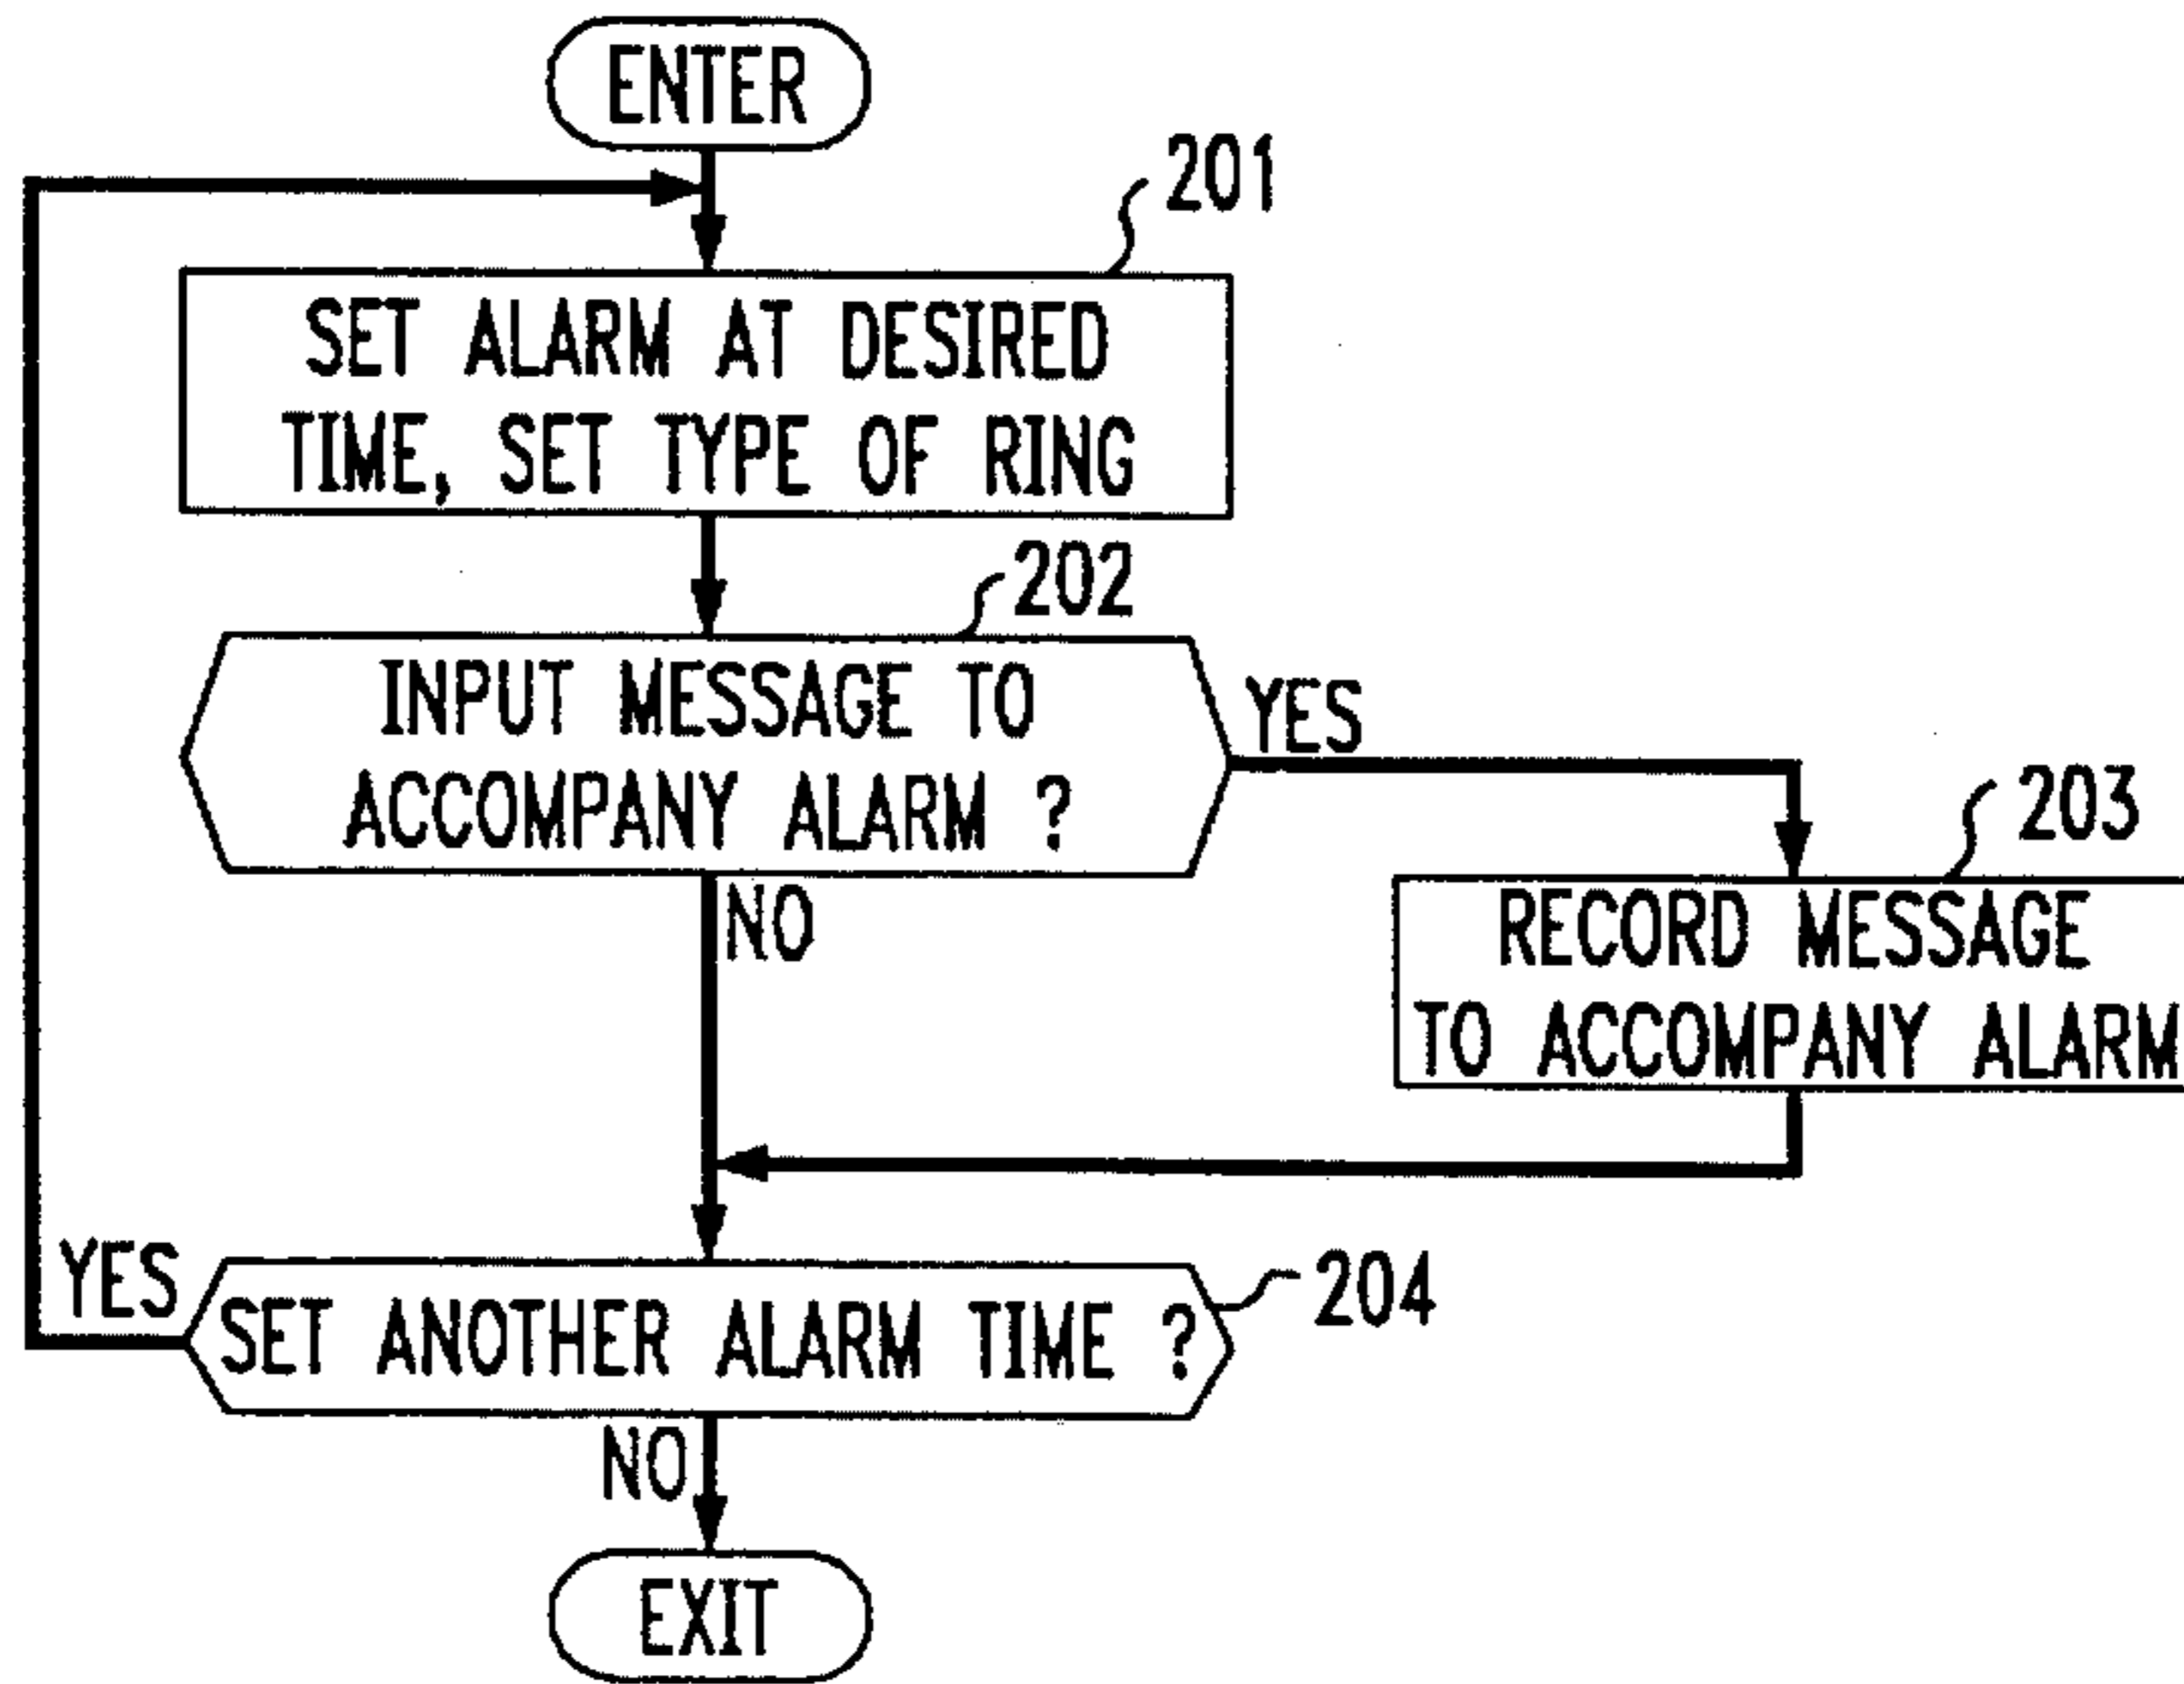 ENTER
201
SET ALARM AT DESIRED
TIME, SET TYPE OF RING
202
INPUT MESSAGE TO
ACCOMPANY ALARM ?
YES
NO
203
RECORD MESSAGE
TO ACCOMPANY ALARM
YES
SET ANOTHER ALARM TIME ?
204
NO
EXIT